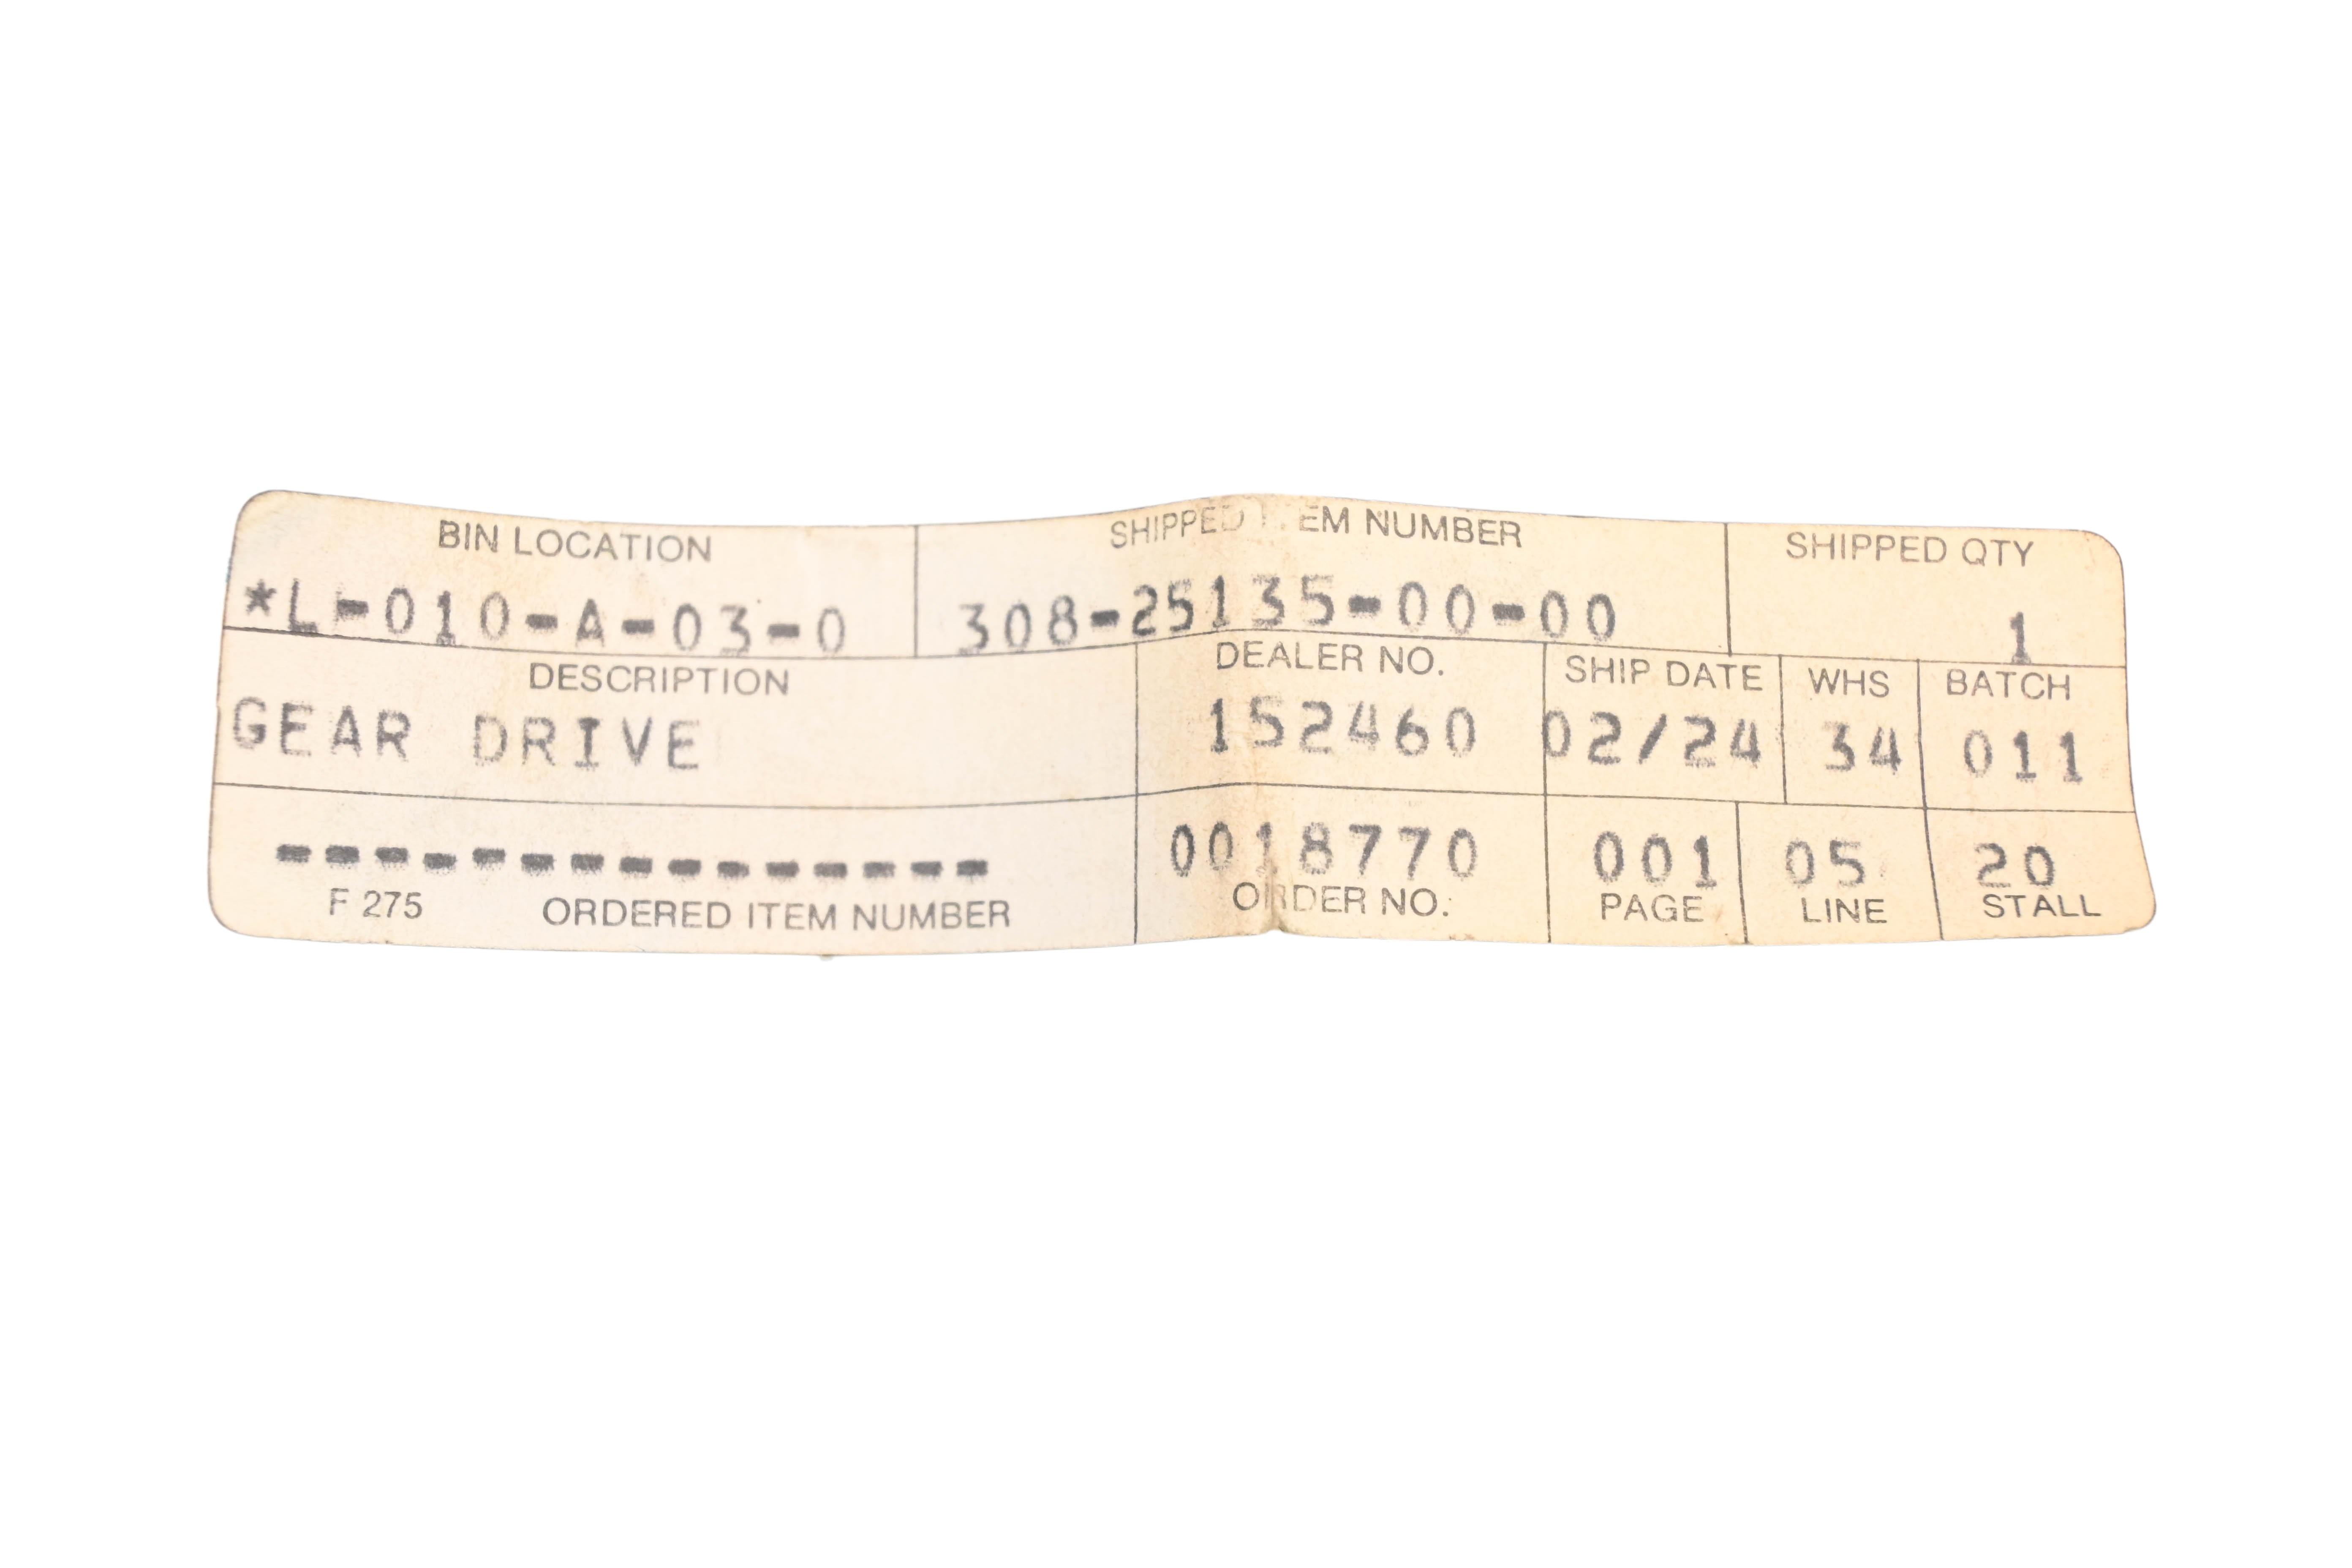 BIN LOCATION SHIPPED ITEM NUMBER SHIPPED QTY
*L-010-A-03-0 308-25135-00-00 1
DESCRIPTION DEALER NO. SHIP DATE WHS BATCH
GEAR DRIVE 152460 02/24 34 011
--------------- 0018770 001 05 20
F 275 ORDERED ITEM NUMBER ORDER NO. PAGE LINE STALL